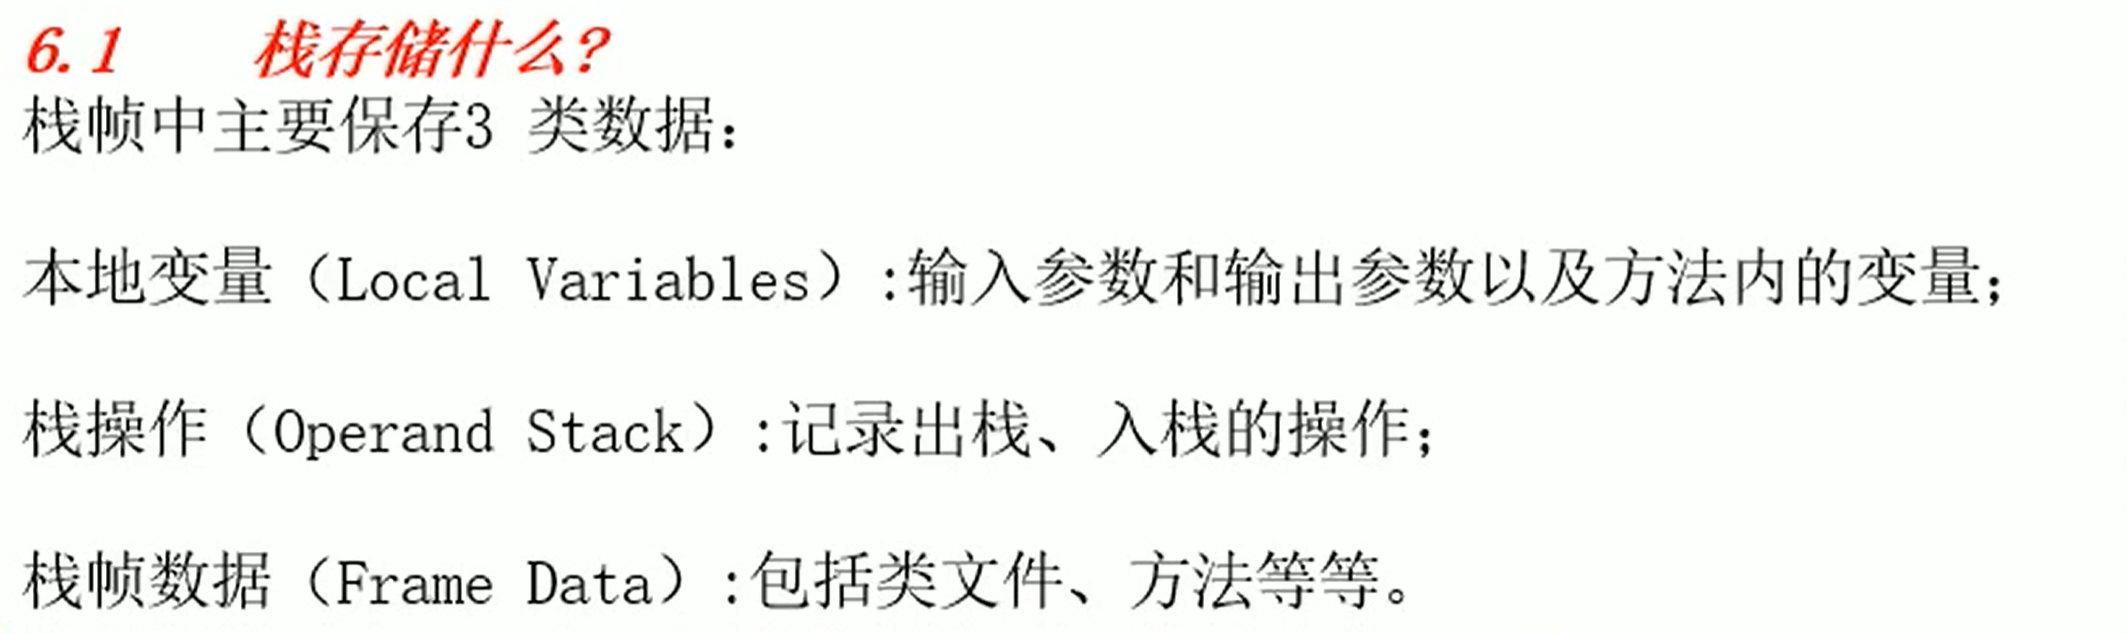 6.1 栈存储什么?
栈帧中主要保存3 类数据：
本地变量（Local Variables）:输入参数和输出参数以及方法内的变量；
栈操作（Operand Stack）:记录出栈、入栈的操作；
栈帧数据（Frame Data）:包括类文件、方法等等。